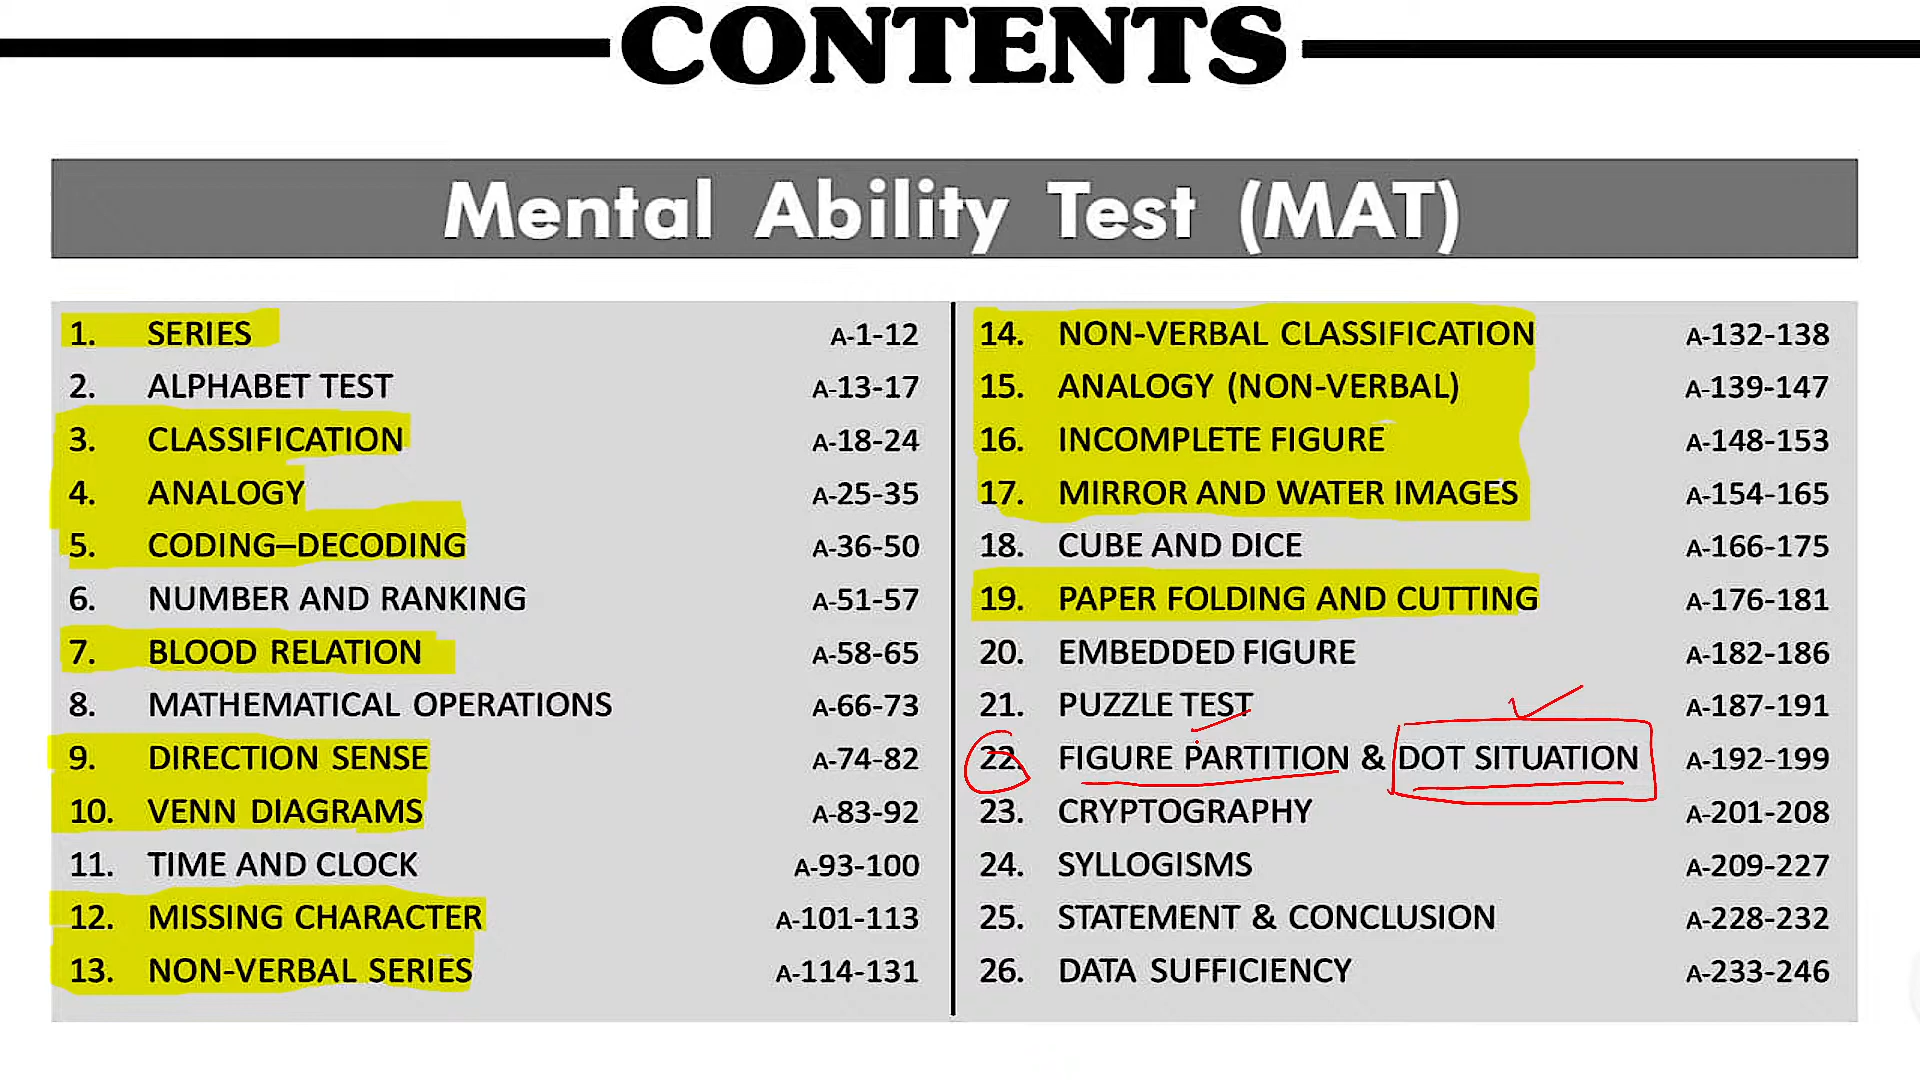 CONTENTS
Mental Ability Test (MAT)
1. SERIES A-1-12
2. ALPHABET TEST A-13-17
3. CLASSIFICATION A-18-24
4. ANALOGY A-25-35
5. CODING–DECODING A-36-50
6. NUMBER AND RANKING A-51-57
7. BLOOD RELATION A-58-65
8. MATHEMATICAL OPERATIONS A-66-73
9. DIRECTION SENSE A-74-82
10. VENN DIAGRAMS A-83-92
11. TIME AND CLOCK A-93-100
12. MISSING CHARACTER A-101-113
13. NON-VERBAL SERIES A-114-131
14. NON-VERBAL CLASSIFICATION A-132-138
15. ANALOGY (NON-VERBAL) A-139-147
16. INCOMPLETE FIGURE A-148-153
17. MIRROR AND WATER IMAGES A-154-165
18. CUBE AND DICE A-166-175
19. PAPER FOLDING AND CUTTING A-176-181
20. EMBEDDED FIGURE A-182-186
21. PUZZLE TEST A-187-191
22. FIGURE PARTITION & DOT SITUATION A-192-199
23. CRYPTOGRAPHY A-201-208
24. SYLLOGISMS A-209-227
25. STATEMENT & CONCLUSION A-228-232
26. DATA SUFFICIENCY A-233-246